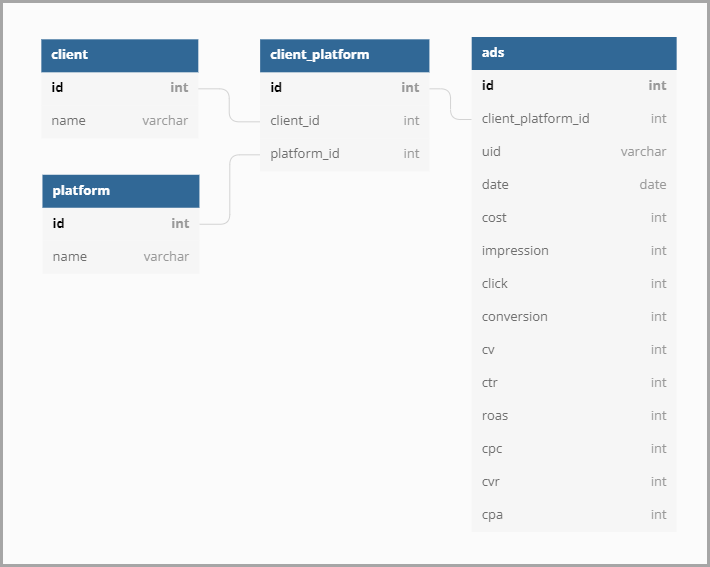 client
id int
name varchar
platform
id int
name varchar
client_platform
id int
client_id int
platform_id int
ads
id int
client_platform_id int
uid varchar
date date
cost int
impression int
click int
conversion int
cv int
ctr int
roas int
cpc int
cvr int
cpa int